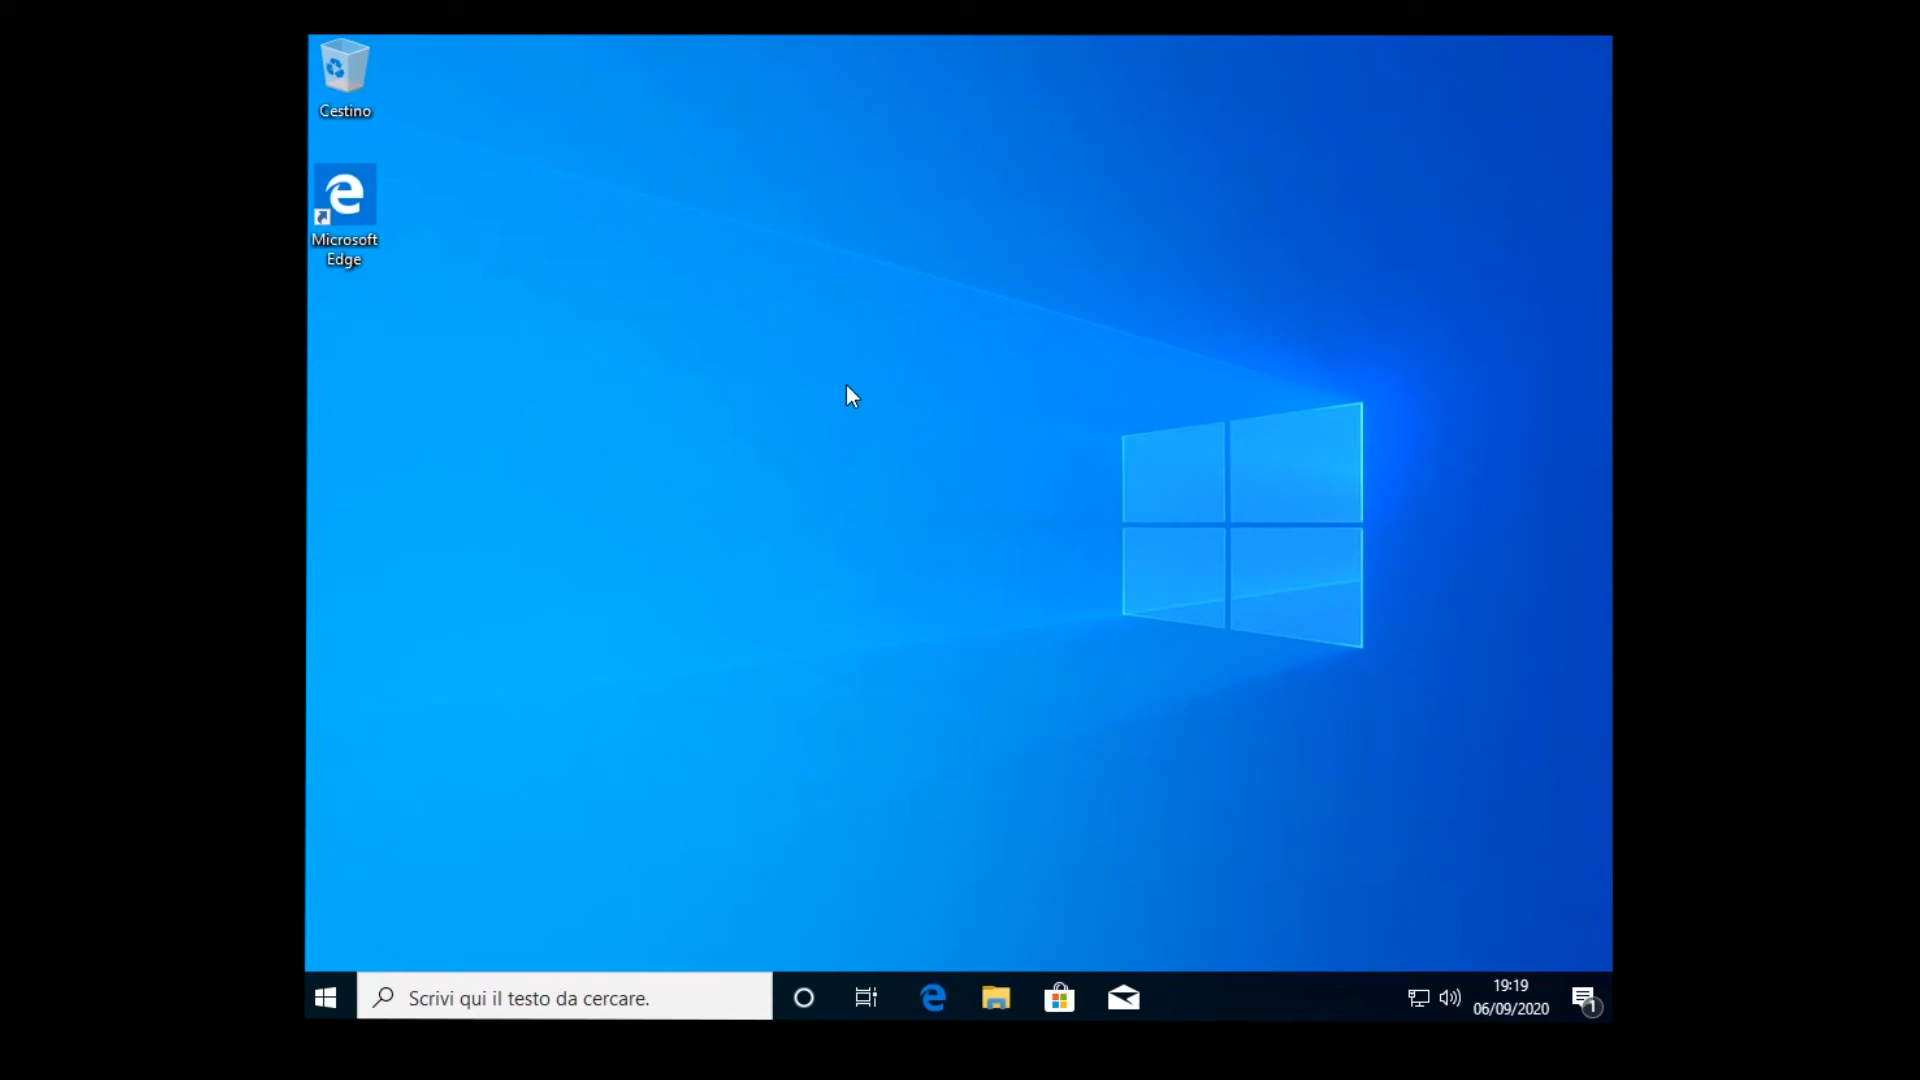 Cestino
Microsoft
Edge
Scrivi qui il testo da cercare.
19:19
06/09/2020
1